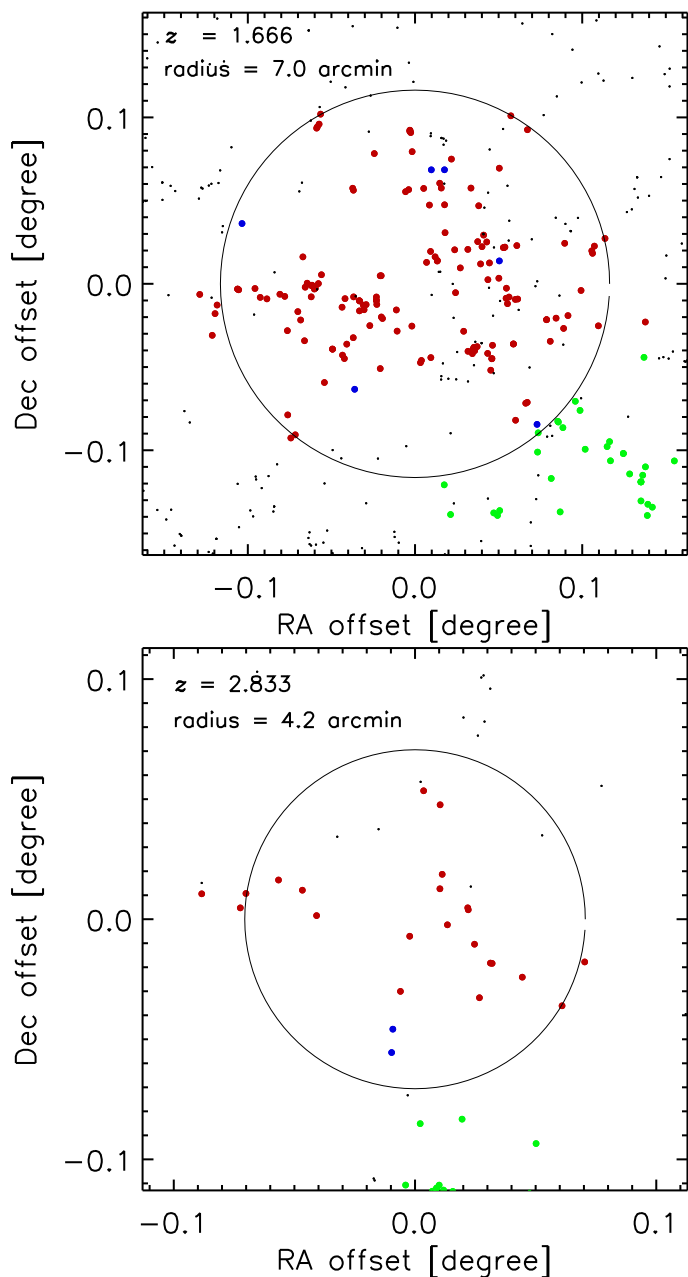 z = 1.666
radius = 7.0 arcmin
0.1
0.0
−0.1
Dec offset [degree]
−0.1 0.0 0.1
RA offset [degree]
z = 2.833
radius = 4.2 arcmin
0.1
0.0
−0.1
Dec offset [degree]
−0.1 0.0 0.1
RA offset [degree]